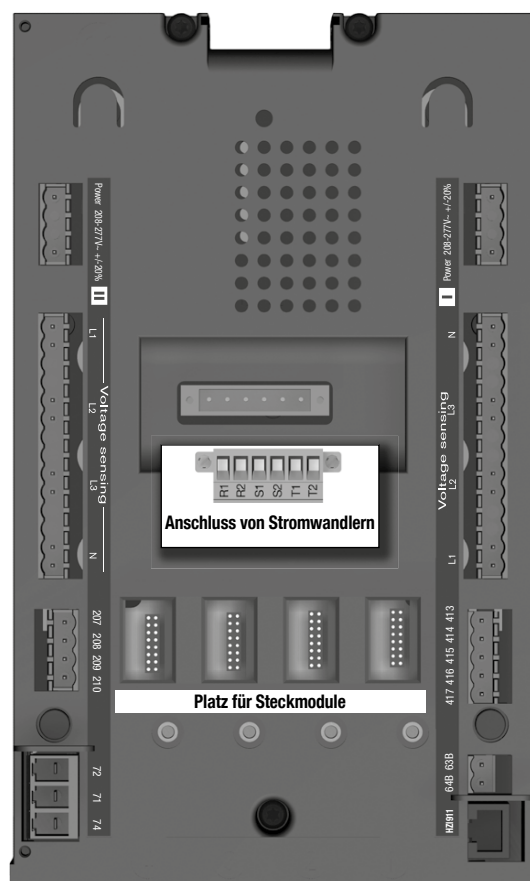 Power 208-277V~ +/-20%
II
L1
L2
L3
N
Voltage sensing
207
208
209
210
72
71
74
R1 R2 S1 S2 T1 T2
Anschluss von Stromwandlern
Platz für Steckmodule
Power 208-277V~ +/-20%
I
N
L3
L2
L1
Voltage sensing
417 416 415 414 413
64B 63B
HZI911